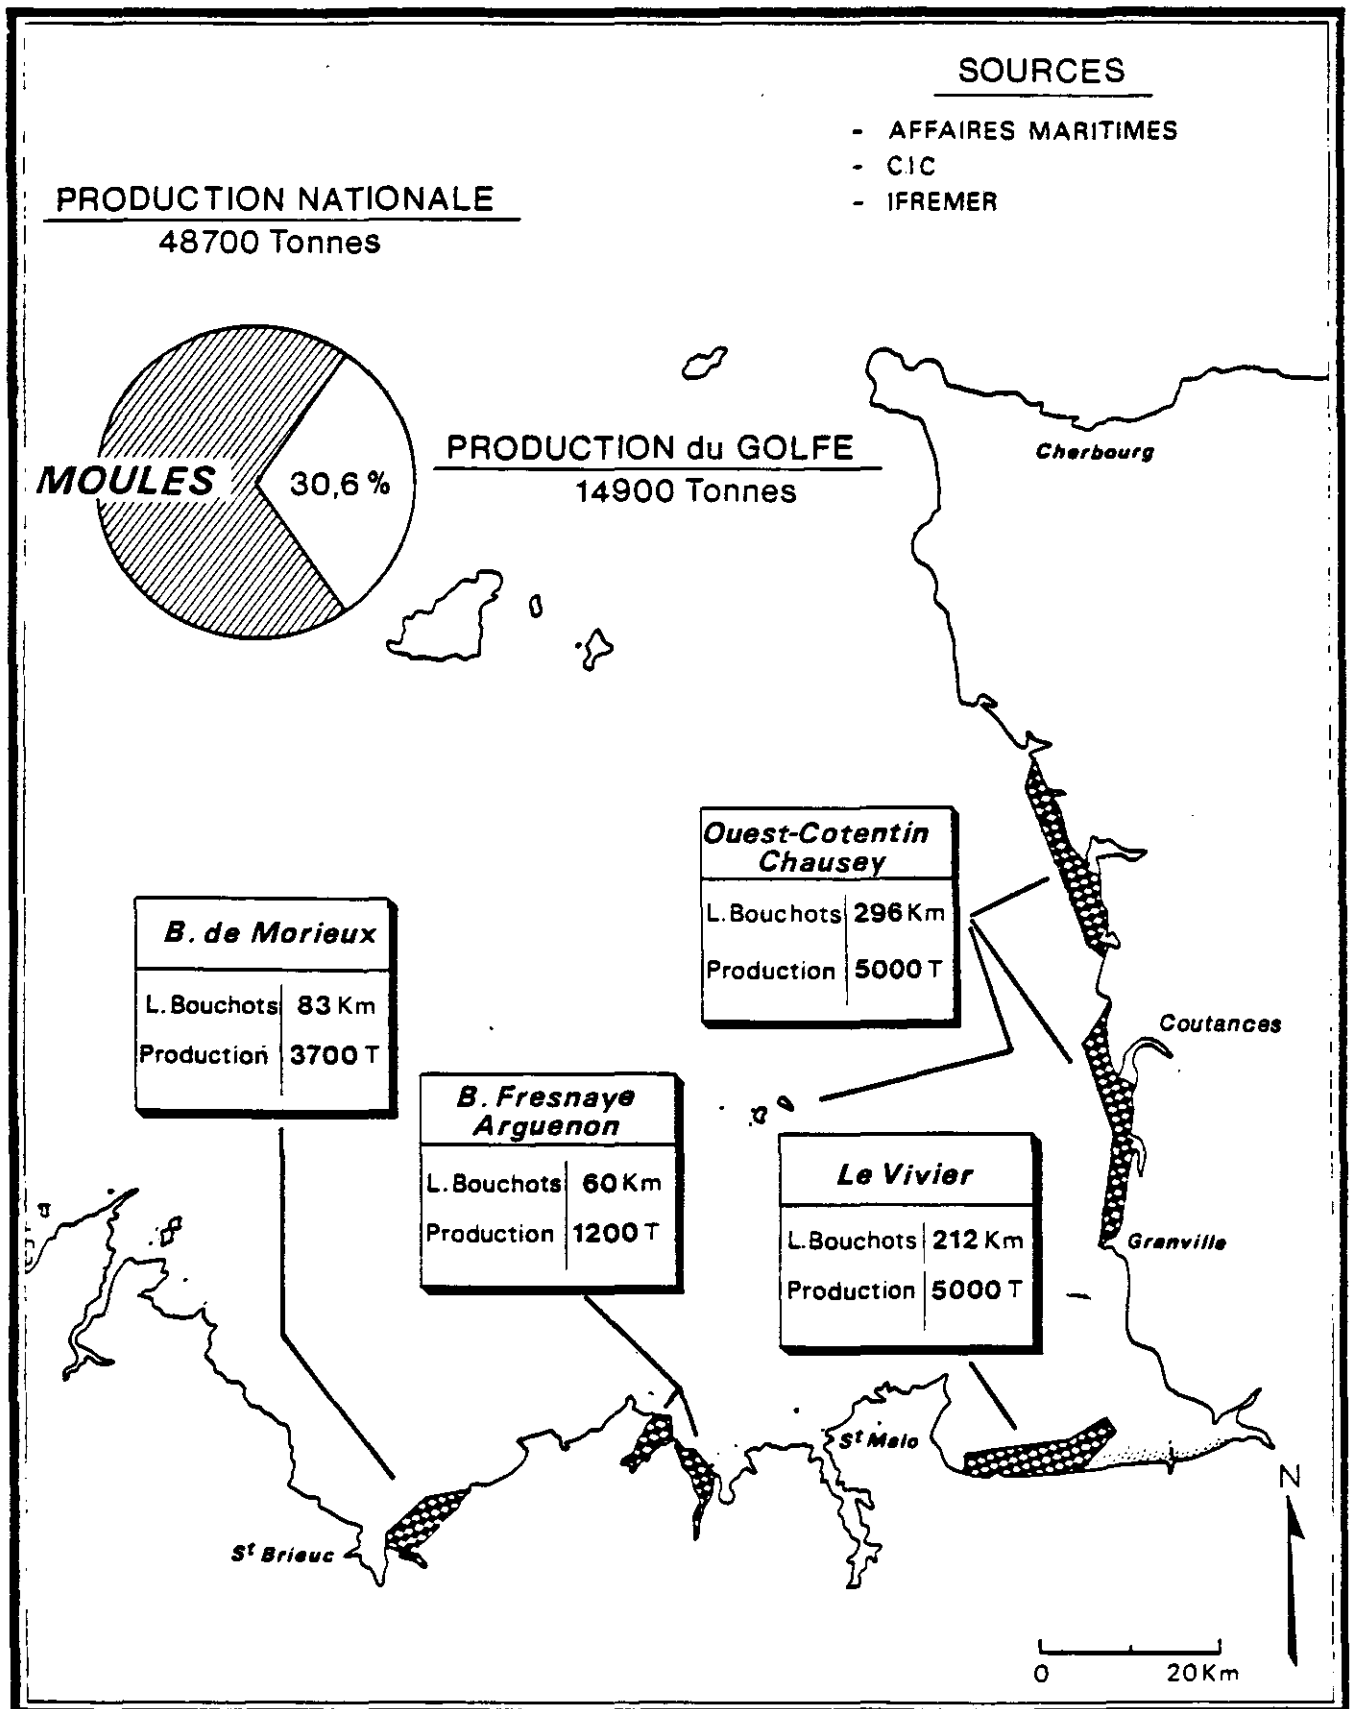 SOURCES
- AFFAIRES MARITIMES
- C.I.C
- IFREMER
PRODUCTION NATIONALE
48700 Tonnes
MOULES
30,6 %
PRODUCTION du GOLFE
14900 Tonnes
Cherbourg
Ouest-Cotentin
Chausey
L. Bouchots 296 Km
Production 5000 T
B. de Morieux
L. Bouchots 83 Km
Production 3700 T
Coutances
B. Fresnaye
Arguenon
L. Bouchots 60 Km
Production 1200 T
Le Vivier
L. Bouchots 212 Km
Production 5000 T
Granville
St Malo
St Brieuc
N
0 20 Km